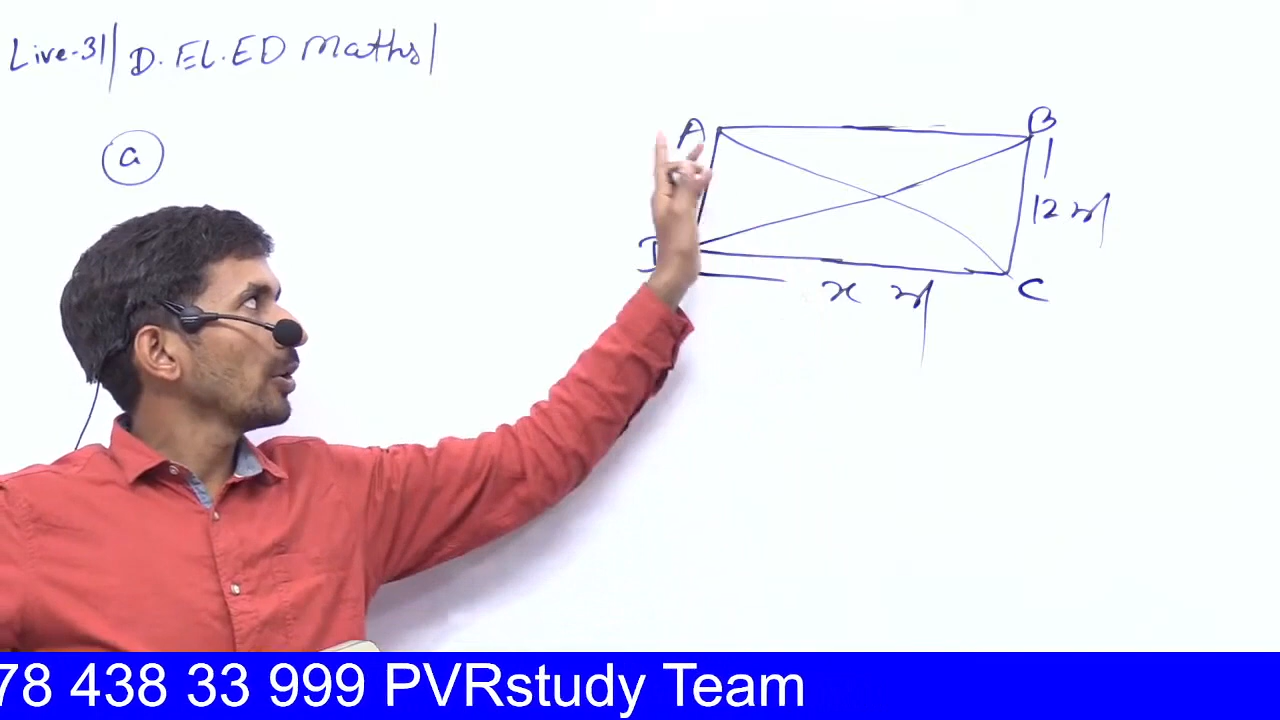 Live-31| D.EL.ED Maths|
a
A
B
12 मी
D
x मी
C
78 438 33 999 PVRstudy Team